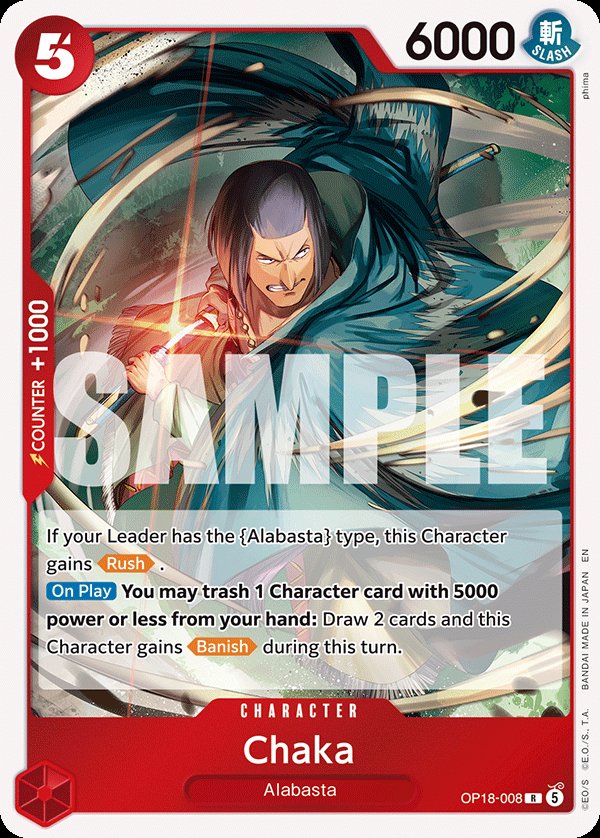 5
6000
斬
SLASH
phima
COUNTER +1000
SAMPLE
If your Leader has the {Alabasta} type, this Character
gains Rush .
On Play You may trash 1 Character card with 5000
power or less from your hand: Draw 2 cards and this
Character gains Banish during this turn.
CHARACTER
Chaka
Alabasta
OP18-008 R 5
©E.O/S ©E.O./S., T.A. BANDAI MADE IN JAPAN EN